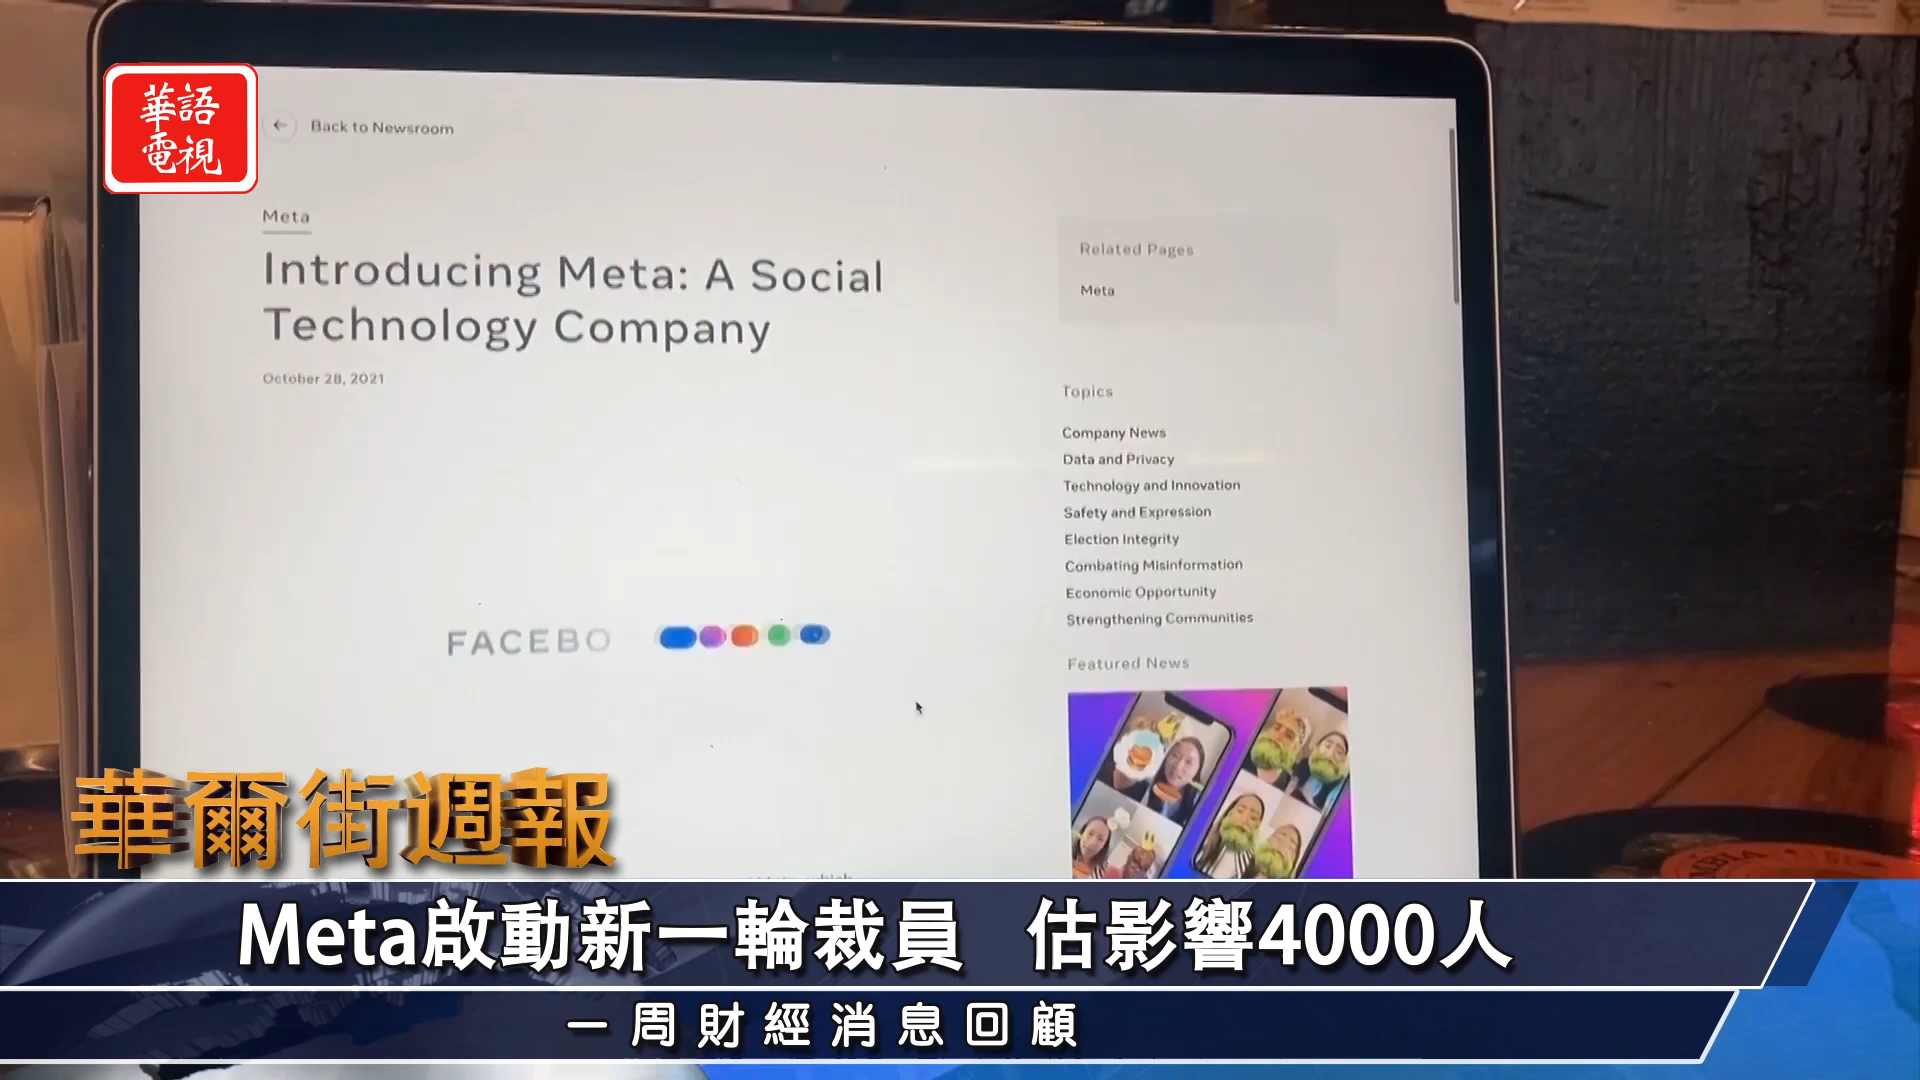 華語
電視
Back to Newsroom
Meta
Introducing Meta: A Social
Technology Company
October 28, 2021
FACEBO
Related Pages
Meta
Topics
Company News
Data and Privacy
Technology and Innovation
Safety and Expression
Election Integrity
Combating Misinformation
Economic Opportunity
Strengthening Communities
Featured News
華爾街週報
Meta啟動新一輪裁員 估影響4000人
一周財經消息回顧